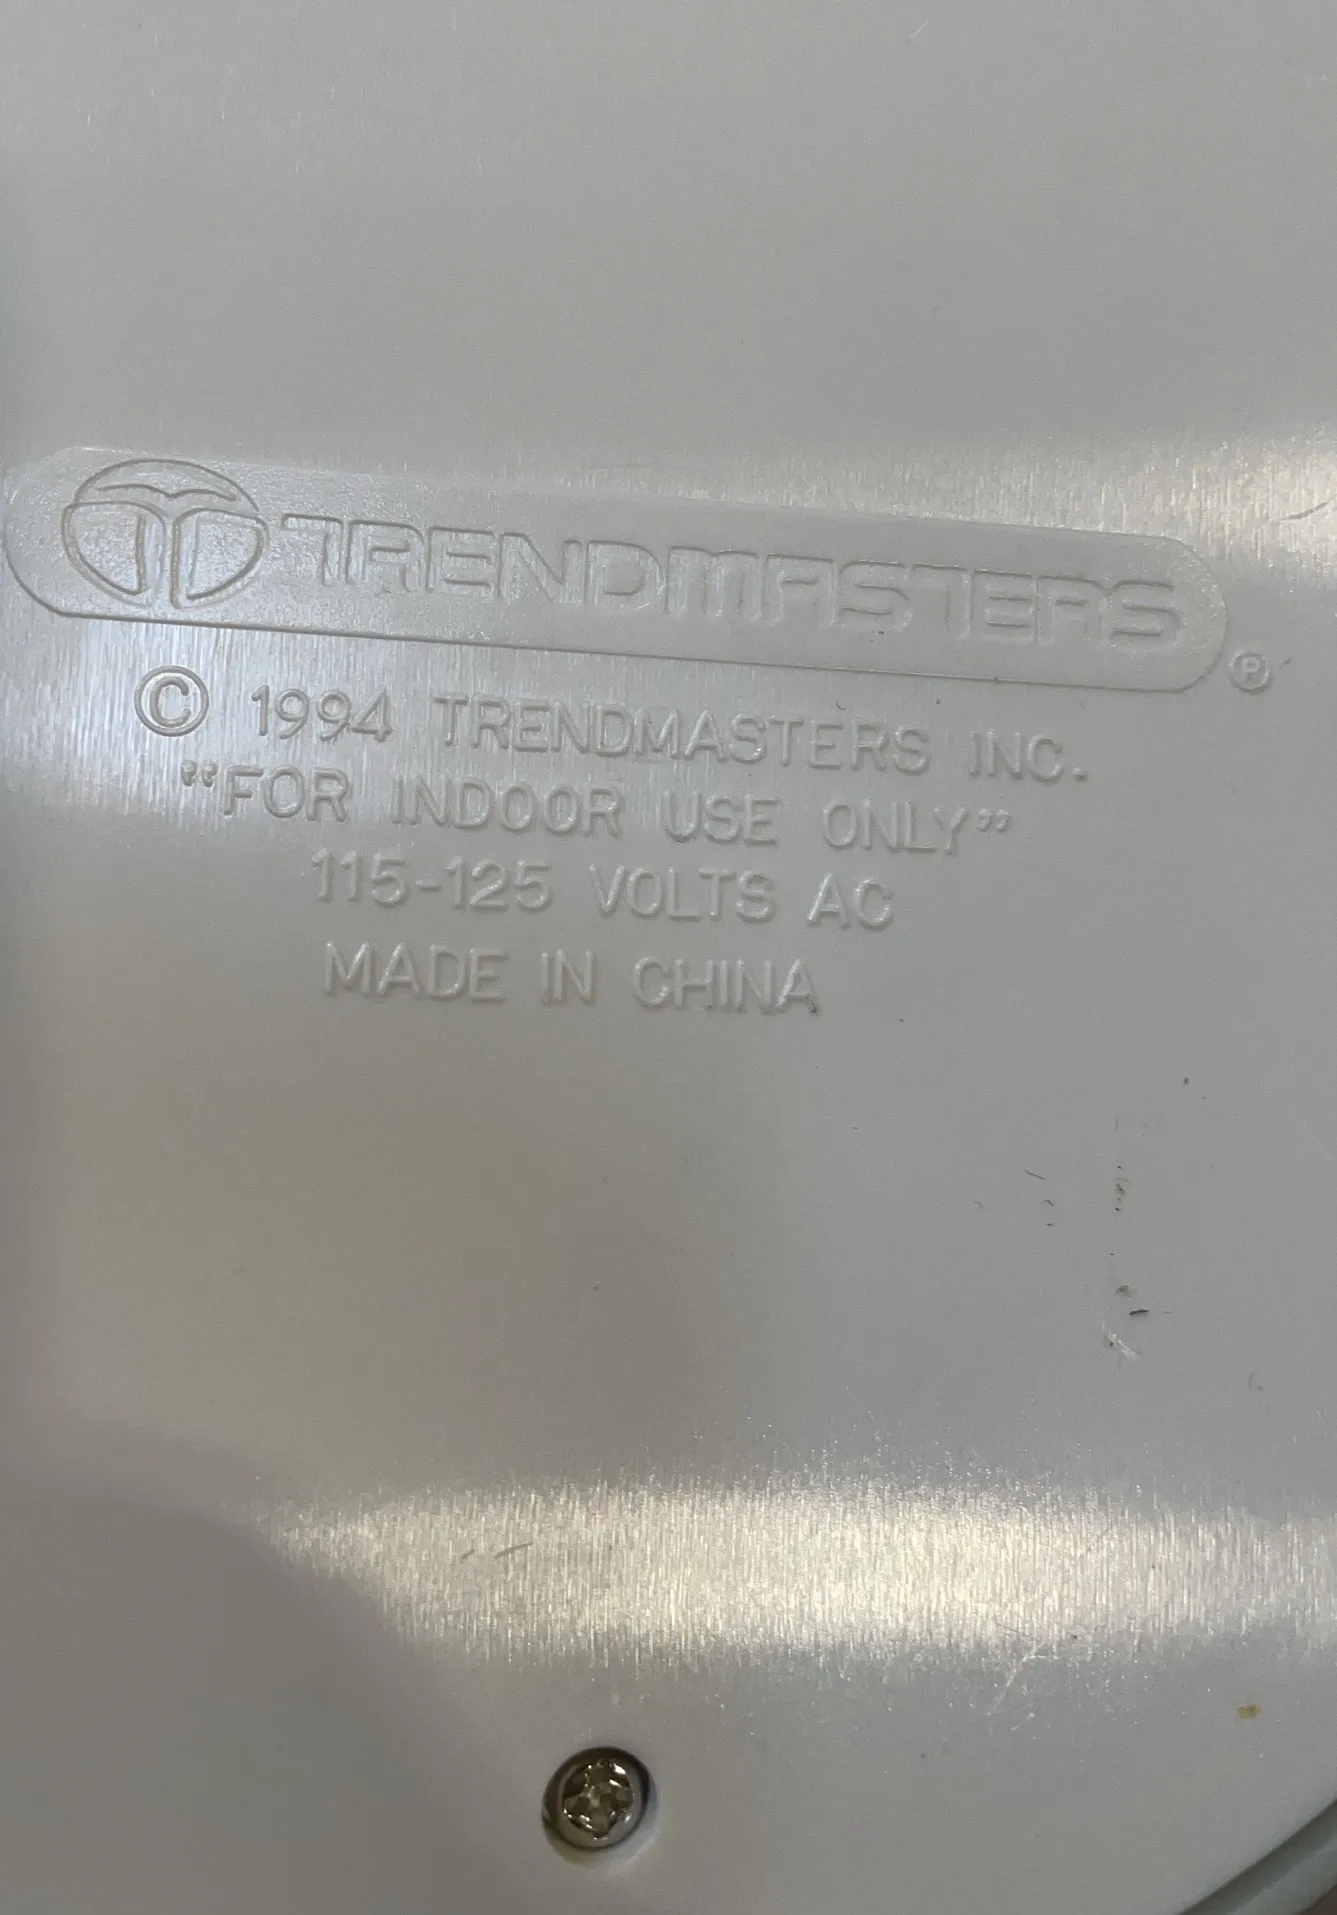 TRENDMASTERS ®
© 1994 TRENDMASTERS INC.
“FOR INDOOR USE ONLY”
115-125 VOLTS AC
MADE IN CHINA